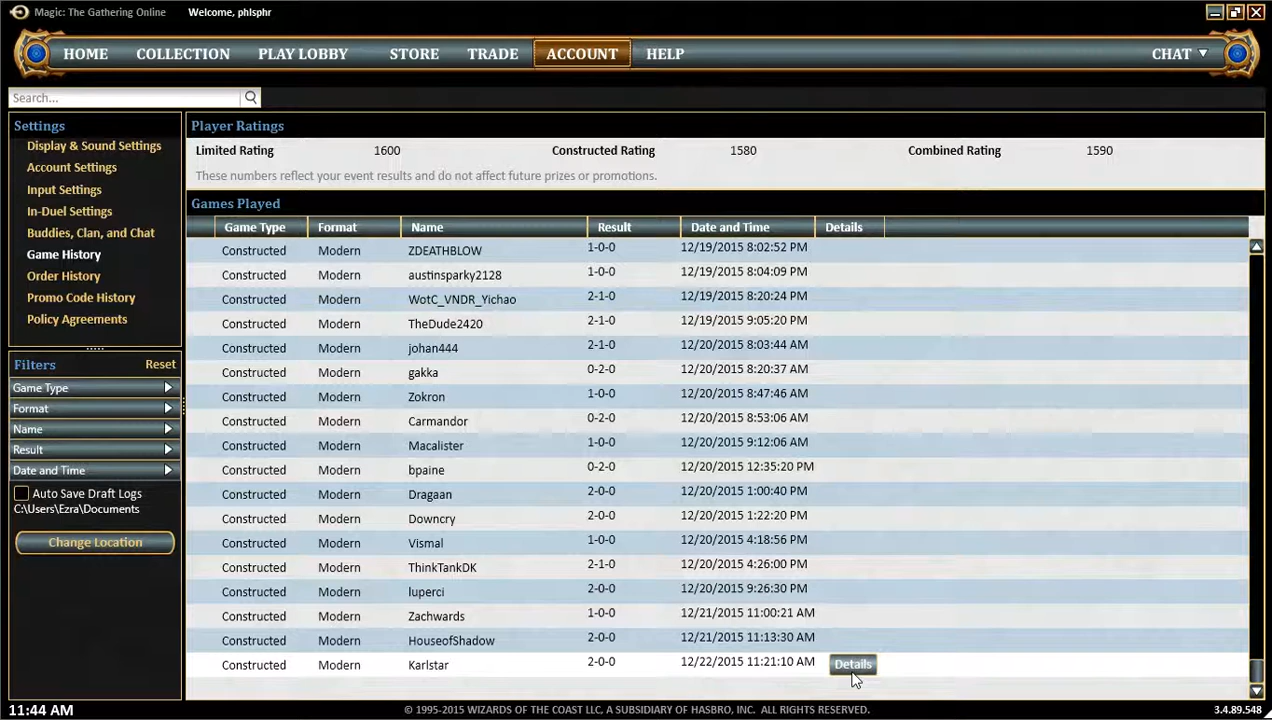 Magic: The Gathering Online Welcome, phlsphr
HOME COLLECTION PLAY LOBBY STORE TRADE ACCOUNT HELP CHAT
Search...
Settings
Display & Sound Settings
Account Settings
Input Settings
In-Duel Settings
Buddies, Clan, and Chat
Game History
Order History
Promo Code History
Policy Agreements
Filters Reset
Game Type
Format
Name
Result
Date and Time
Auto Save Draft Logs
C:\Users\Ezra\Documents
Change Location
Player Ratings
Limited Rating 1600 Constructed Rating 1580 Combined Rating 1590
These numbers reflect your event results and do not affect future prizes or promotions.
Games Played
Game Type Format Name Result Date and Time Details
Constructed Modern ZDEATHBLOW 1-0-0 12/19/2015 8:02:52 PM
Constructed Modern austinsparky2128 1-0-0 12/19/2015 8:04:09 PM
Constructed Modern WotC_VNDR_Yichao 2-1-0 12/19/2015 8:20:24 PM
Constructed Modern TheDude2420 2-1-0 12/19/2015 9:05:20 PM
Constructed Modern johan444 2-1-0 12/20/2015 8:03:44 AM
Constructed Modern gakka 0-2-0 12/20/2015 8:20:37 AM
Constructed Modern Zokron 1-0-0 12/20/2015 8:47:46 AM
Constructed Modern Carmandor 0-2-0 12/20/2015 8:53:06 AM
Constructed Modern Macalister 1-0-0 12/20/2015 9:12:06 AM
Constructed Modern bpaine 0-2-0 12/20/2015 12:35:20 PM
Constructed Modern Dragaan 2-0-0 12/20/2015 1:00:40 PM
Constructed Modern Downcry 2-0-0 12/20/2015 1:22:20 PM
Constructed Modern Vismal 1-0-0 12/20/2015 4:18:56 PM
Constructed Modern ThinkTankDK 2-1-0 12/20/2015 4:26:00 PM
Constructed Modern luperci 2-0-0 12/20/2015 9:26:30 PM
Constructed Modern Zachwards 1-0-0 12/21/2015 11:00:21 AM
Constructed Modern HouseofShadow 2-0-0 12/21/2015 11:13:30 AM
Constructed Modern Karlstar 2-0-0 12/22/2015 11:21:10 AM Details
11:44 AM © 1995-2015 WIZARDS OF THE COAST LLC, A SUBSIDIARY OF HASBRO, INC. ALL RIGHTS RESERVED. 3.4.89.548